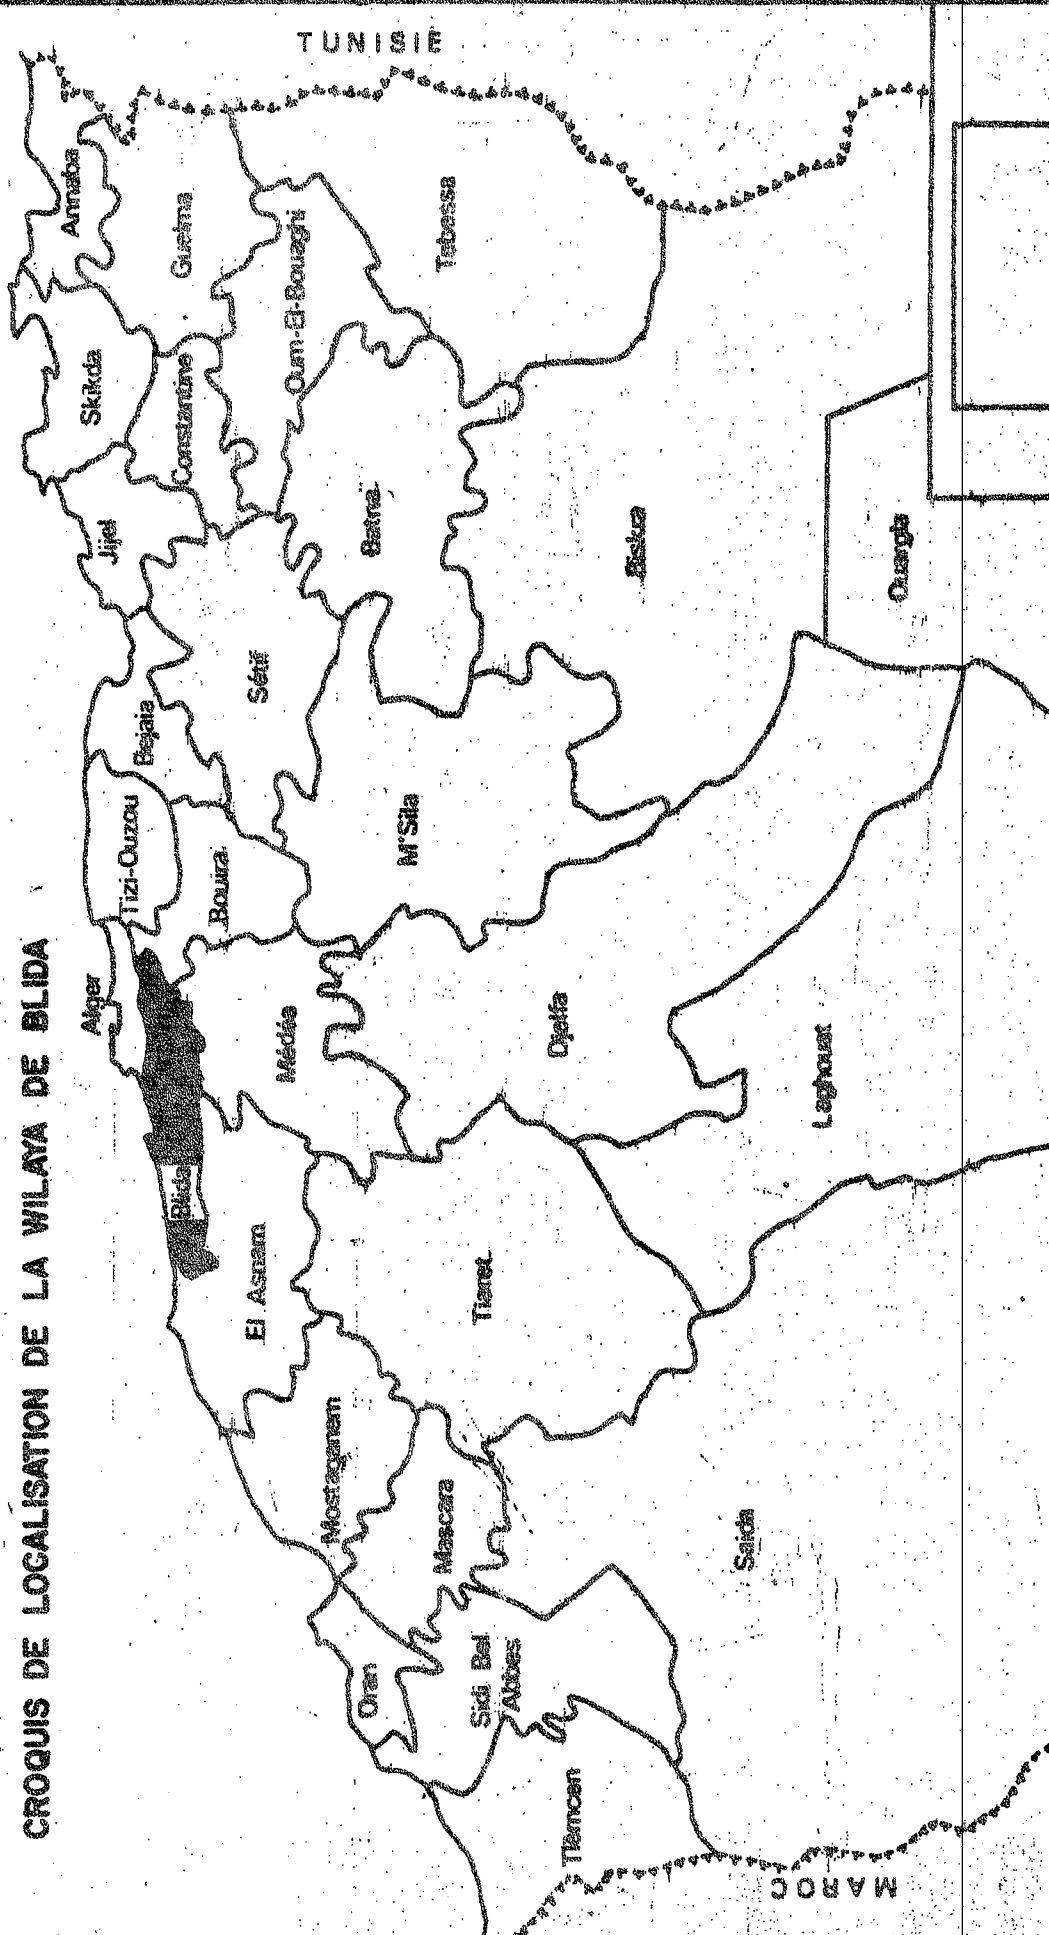 CROQUIS DE LOCALISATION DE LA WILAYA DE BLIDA
TUNISIE
Annaba
Skikda
Guelma
Jijel
Constantine
Oum-El-Bouaghi
Tebessa
Bejaia
Sétif
Batna
Biskra
Ouargla
Tizi-Ouzou
Bouira
M'Sila
Alger
Blida
Médéa
Djelfa
Laghouat
El Asnam
Tiaret
Mostaganem
Mascara
Saida
Oran
Sidi Bel
Abbes
Tlemcen
MAROC